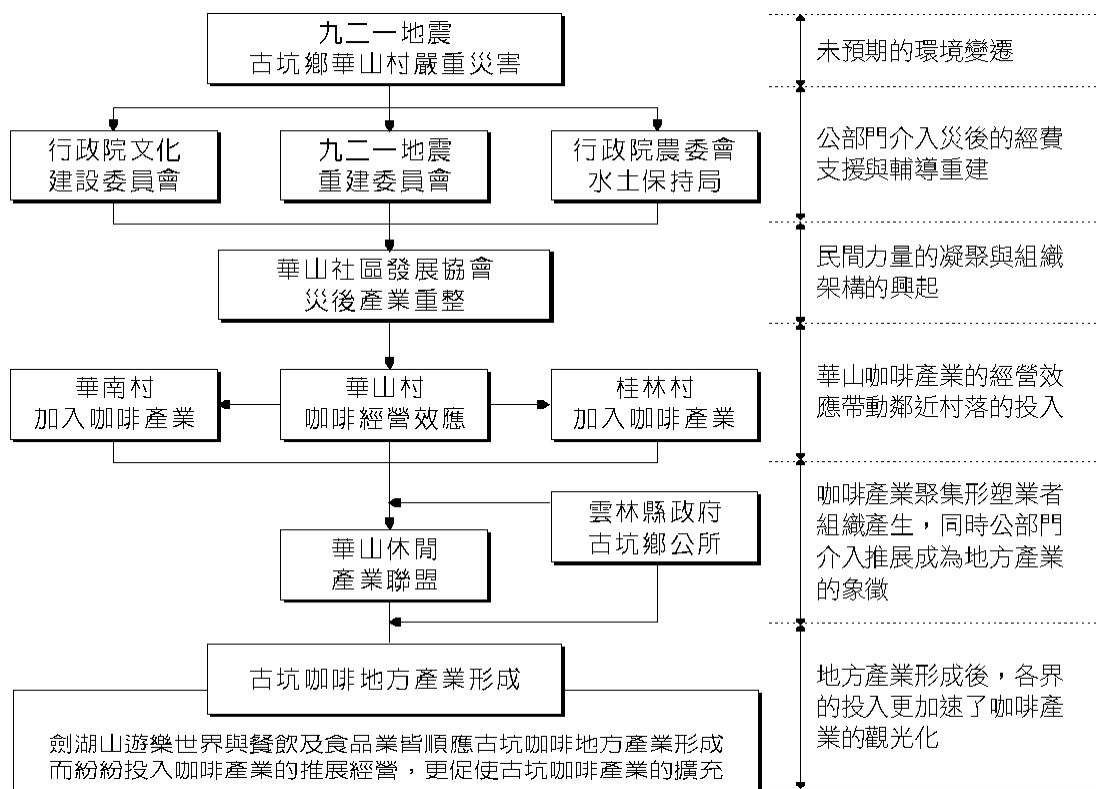 九二一地震
古坑鄉華山村嚴重災害
未預期的環境變遷
行政院文化
建設委員會
九二一地震
重建委員會
行政院農委會
水土保持局
公部門介入災後的經費
支援與輔導重建
華山社區發展協會
災後產業重整
民間力量的凝聚與組織
架構的興起
華南村
加入咖啡產業
華山村
咖啡經營效應
桂林村
加入咖啡產業
華山咖啡產業的經營效
應帶動鄰近村落的投入
雲林縣政府
古坑鄉公所
華山休閒
產業聯盟
咖啡產業聚集形塑業者
組織產生，同時公部門
介入推展成為地方產業
的象徵
古坑咖啡地方產業形成
劍湖山遊樂世界與餐飲及食品業皆順應古坑咖啡地方產業形成
而紛紛投入咖啡產業的推展經營，更促使古坑咖啡產業的擴充
地方產業形成後，各界
的投入更加速了咖啡產
業的觀光化